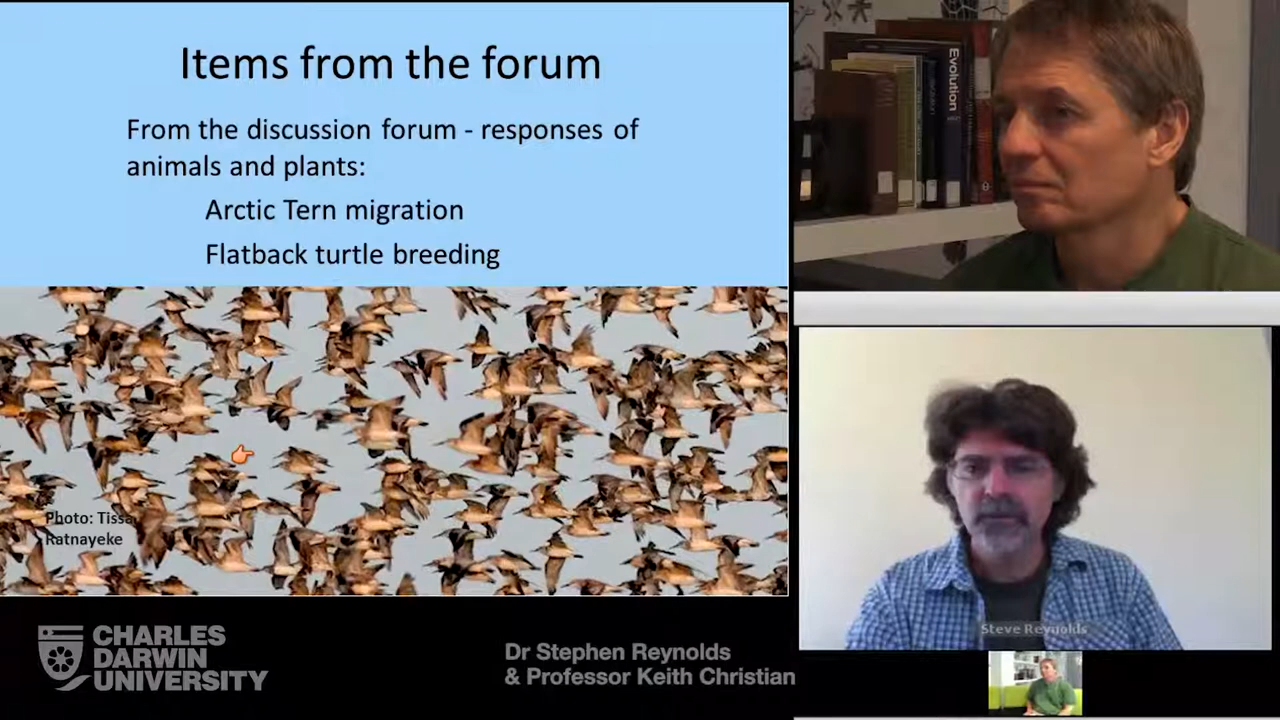 Items from the forum
From the discussion forum - responses of
animals and plants:
Arctic Tern migration
Flatback turtle breeding
Photo: Tissa
Ratnayeke
CHARLES
DARWIN
UNIVERSITY
Dr Stephen Reynolds
& Professor Keith Christian
Evolution
Steve Reynolds